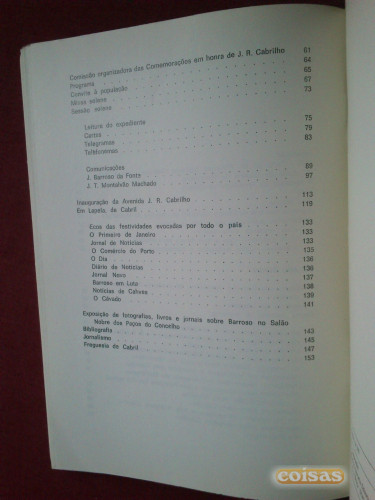 Comissão organizadora das Comemorações em honra de J. R. Cabrilho 61
Programa 64
Convite à população 65
Missa solene 67
Sessão solene 73
Leitura do expediente 75
Cartas 79
Telegramas 83
Telefonemas
Comunicações 89
J. Barroso da Fonte 97
J. T. Montalvão Machado
Inauguração da Avenida J. R. Cabrilho 113
Em Lapela, de Cabril 119
Ecos das festividades evocadas por todo o país 133
O Primeiro de Janeiro 133
Jornal de Notícias 133
O Comércio do Porto 135
O Dia 136
Diário de Notícias 136
Jornal Novo 137
Barroso em Luta 138
Notícias de Chaves 139
O Cávado 141
Exposição de fotografias, livros e jornais sobre Barroso no Salão
Nobre dos Paços do Concelho 143
Bibliografia 145
Jornalismo 147
Freguesia de Cabril 153
coisas